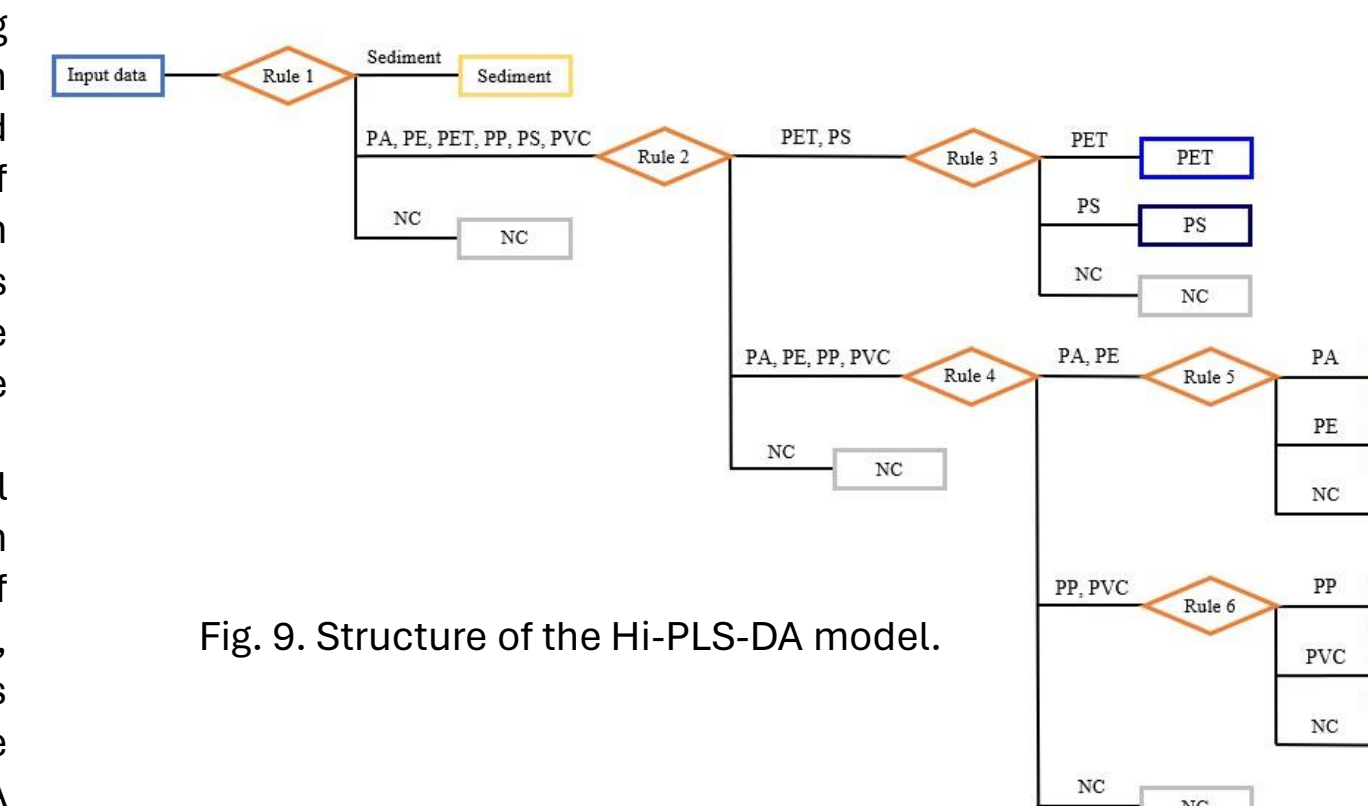 Sediment
Input data
Rule 1
Sediment
PA, PE, PET, PP, PS, PVC
Rule 2
PET, PS
Rule 3
PET
PET
NC
NC
PS
PS
NC
NC
PA, PE, PP, PVC
Rule 4
PA, PE
Rule 5
PA
PE
NC
NC
NC
PP, PVC
Rule 6
PP
Fig. 9. Structure of the Hi-PLS-DA model.
PVC
NC
NC
NC